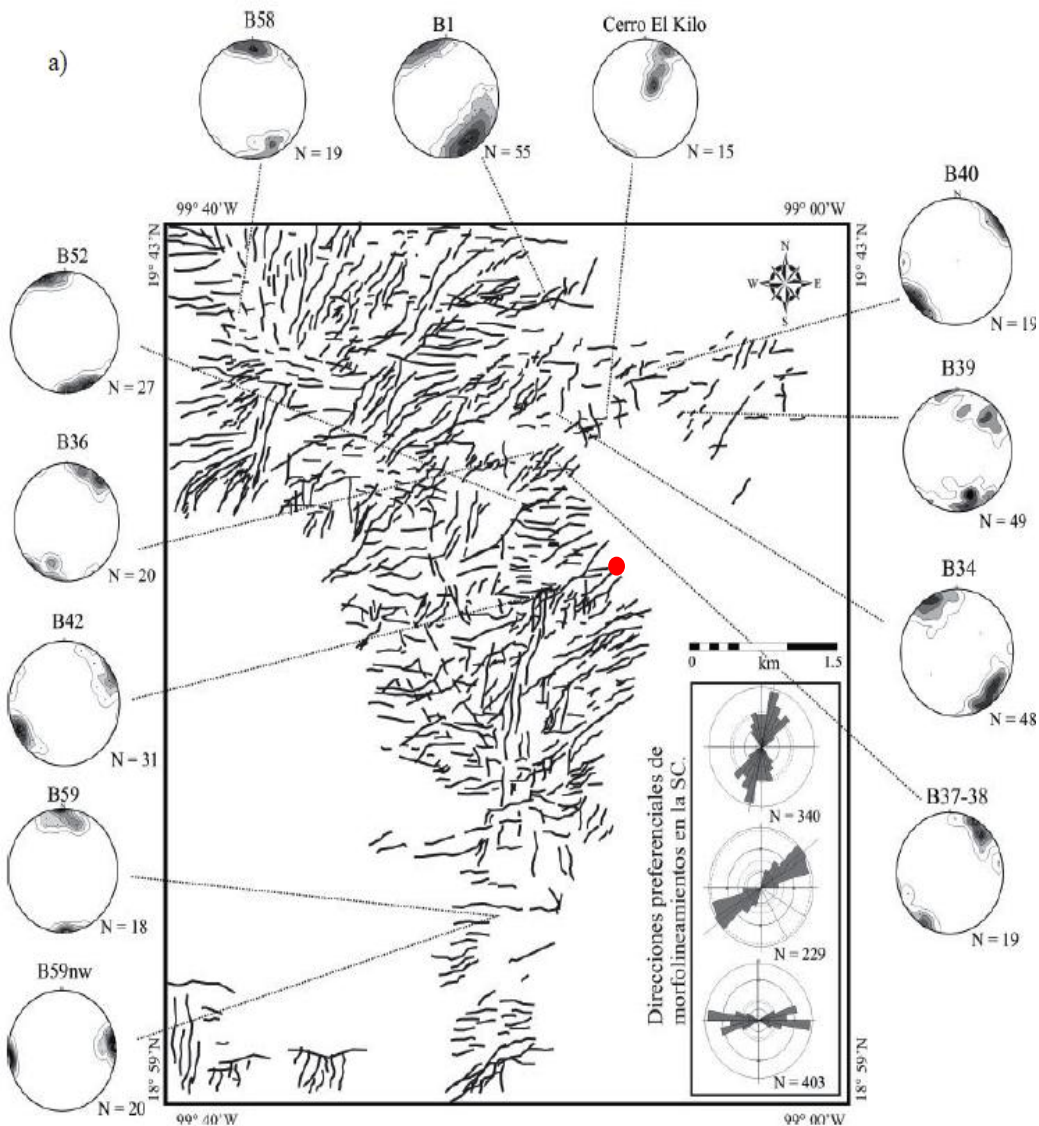 a)
B58
N = 19
B1
N = 55
Cerro El Kilo
N = 15
99° 40'W
99° 00'W
19° 43'N
19° 43'N
B40
N
N = 19
B52
N = 27
N
W
E
S
B39
N = 49
B36
N = 20
B34
N = 48
B42
N = 31
0
km
1.5
B59
N = 18
B37-38
N = 19
B59nw
N = 20
Direcciones preferenciales de
morfolineamientos en la SC.
N = 340
N = 229
N = 403
18° 59'N
18° 59'N
99° 40'W
99° 00'W